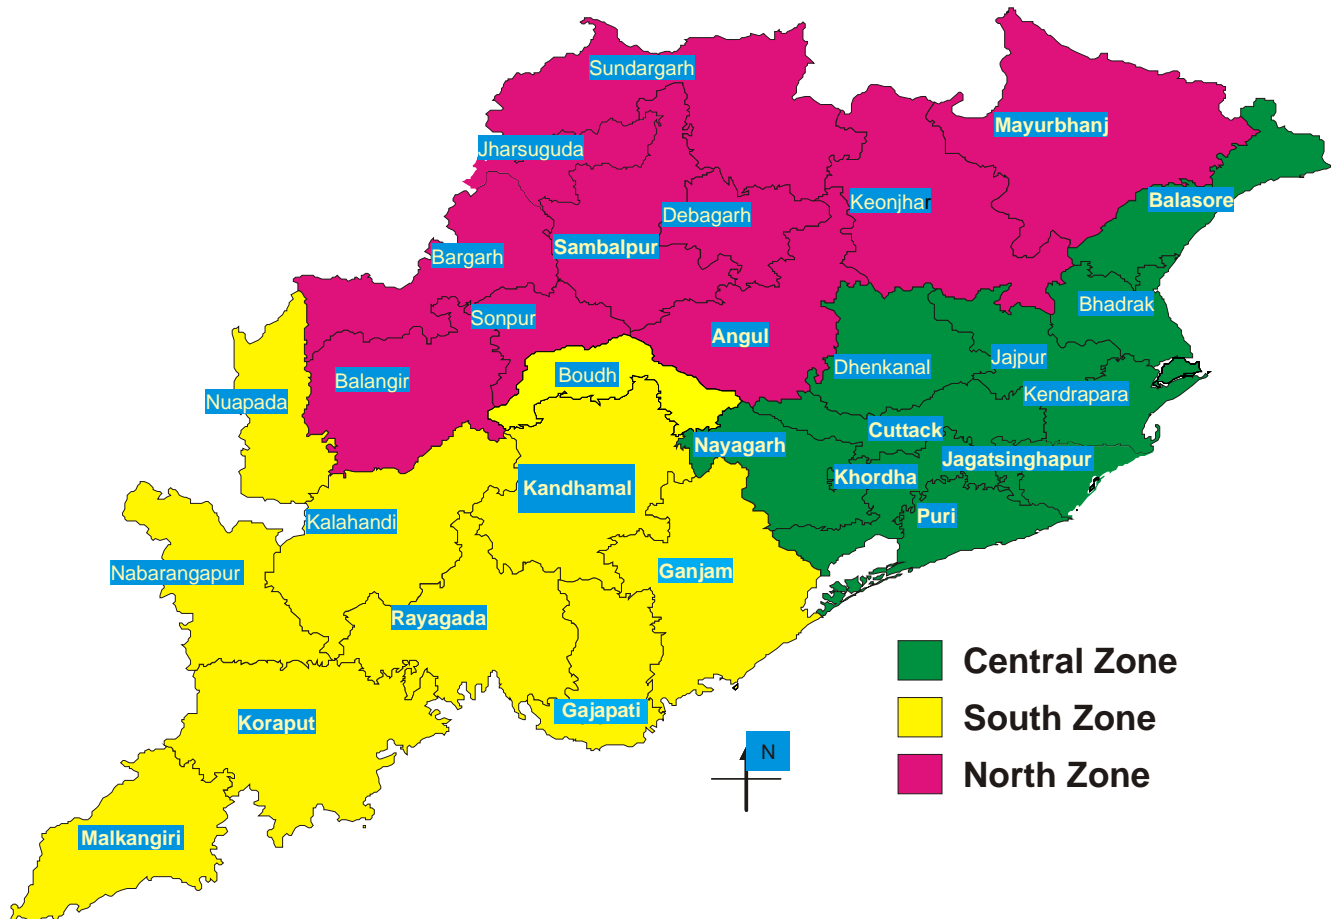 Sundargarh
Mayurbhanj
Jharsuguda
Keonjhar
Balasore
Debagarh
Sambalpur
Bargarh
Bhadrak
Sonpur
Angul
Jajpur
Dhenkanal
Boudh
Balangir
Kendrapara
Nuapada
Cuttack
Nayagarh
Jagatsinghapur
Khordha
Kandhamal
Puri
Kalahandi
Ganjam
Nabarangapur
Rayagada
Central Zone
Gajapati
South Zone
Koraput
N
North Zone
Malkangiri